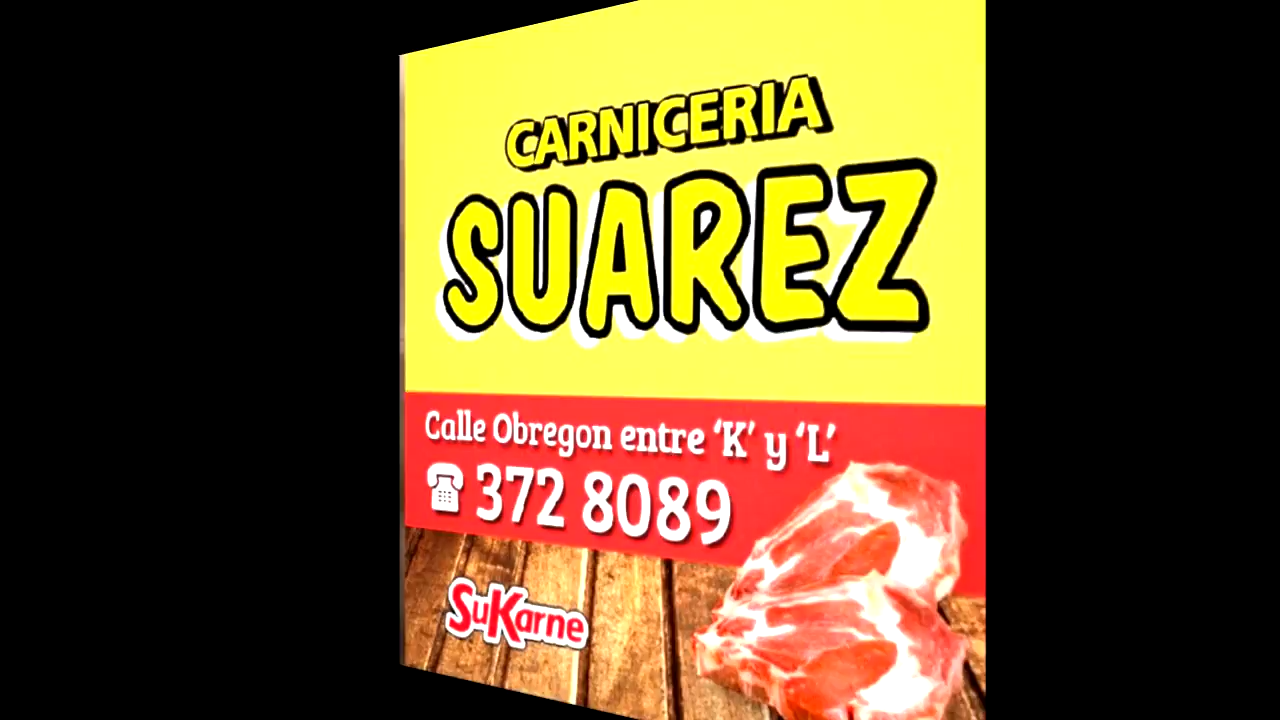 CARNICERIA
SUAREZ
Calle Obregon entre ‘K’ y ‘L’
☎ 372 8089
SuKarne